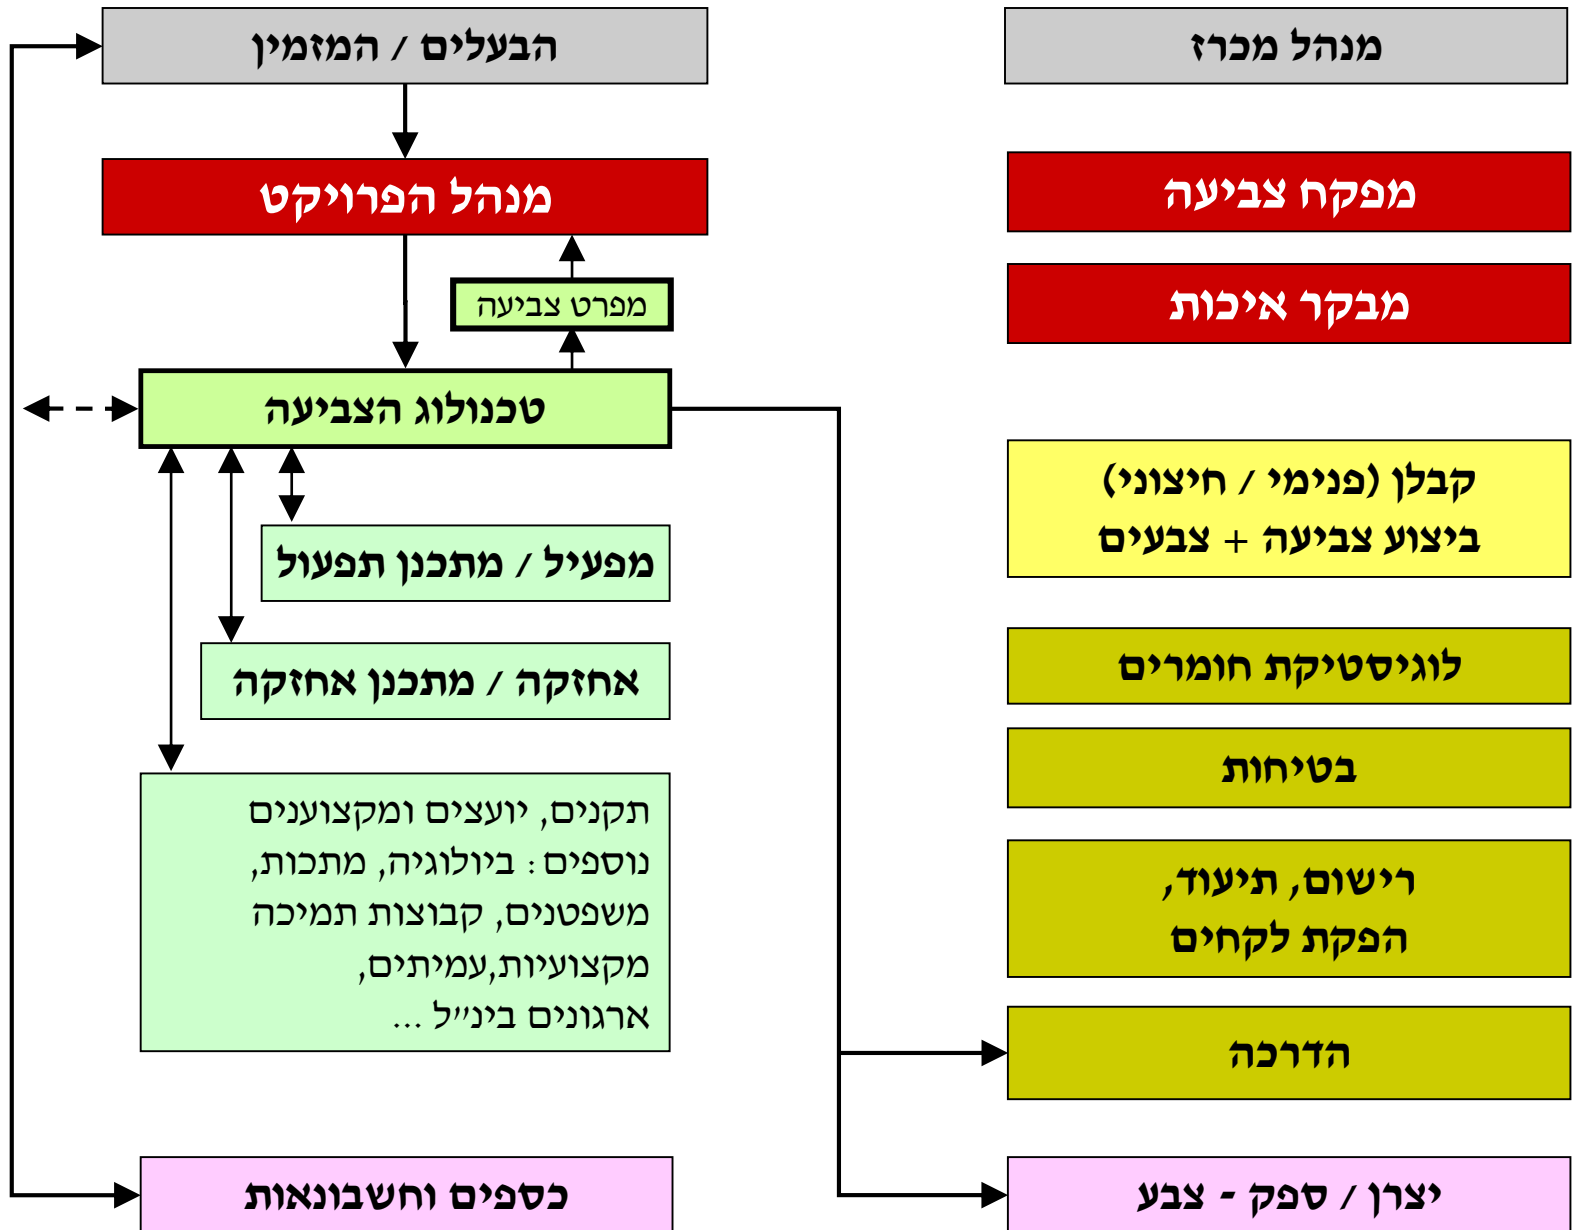 הבעלים / המזמין
מנהל הפרויקט
מפרט צביעה
טכנולוג הצביעה
מפעיל / מתכנן תפעול
אחזקה / מתכנן אחזקה
תקנים, יועצים ומקצוענים
נוספים: ביולוגיה, מתכות,
משפטנים, קבוצות תמיכה
מקצועיות,עמיתים,
ארגונים בינ״ל ...
כספים וחשבונאות
מנהל מכרז
מפקח צביעה
מבקר איכות
קבלן (פנימי / חיצוני)
ביצוע צביעה + צבעים
לוגיסטיקת חומרים
בטיחות
רישום, תיעוד,
הפקת לקחים
הדרכה
יצרן / ספק - צבע